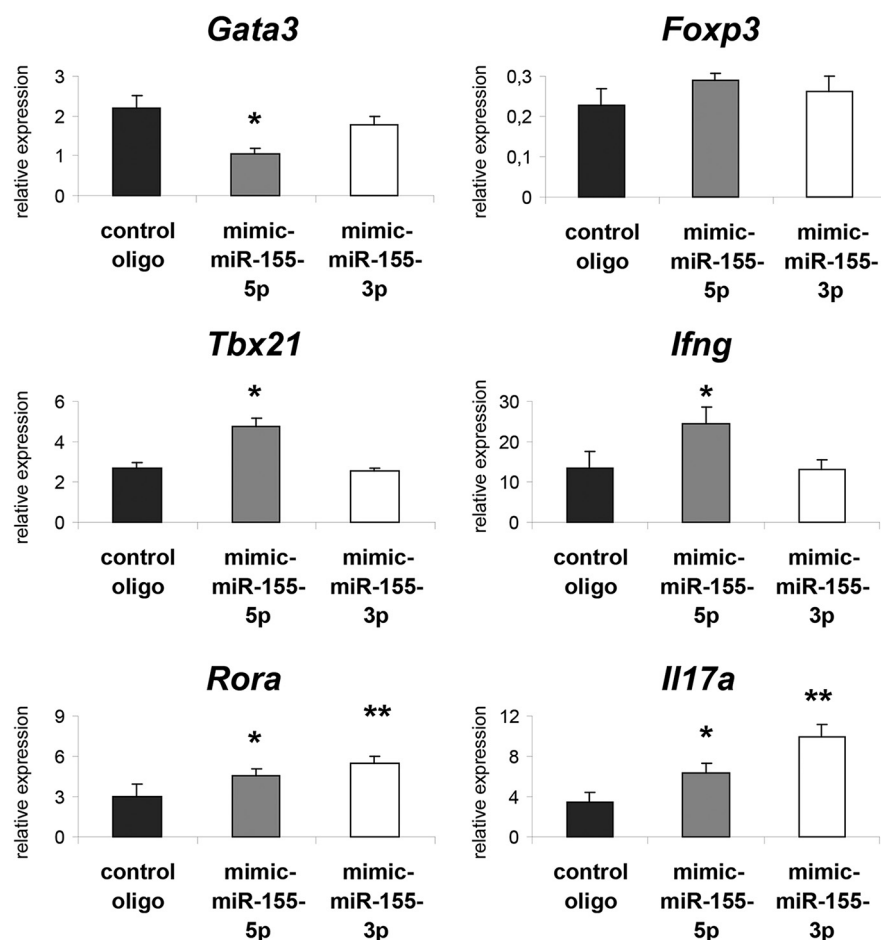 Gata3
relative expression
3
2
1
0
*
control
oligo
mimic-
miR-155-
5p
mimic-
miR-155-
3p
Foxp3
relative expression
0,3
0,2
0,1
0
control
oligo
mimic-
miR-155-
5p
mimic-
miR-155-
3p
Tbx21
relative expression
6
4
2
0
*
control
oligo
mimic-
miR-155-
5p
mimic-
miR-155-
3p
Ifng
relative expression
30
20
10
0
*
control
oligo
mimic-
miR-155-
5p
mimic-
miR-155-
3p
Rora
relative expression
9
6
3
0
*
**
control
oligo
mimic-
miR-155-
5p
mimic-
miR-155-
3p
Il17a
relative expression
12
8
4
0
*
**
control
oligo
mimic-
miR-155-
5p
mimic-
miR-155-
3p